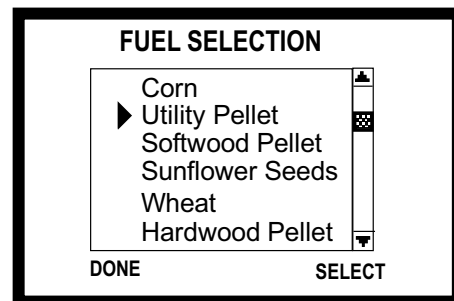 FUEL SELECTION
Corn
Utility Pellet
Softwood Pellet
Sunflower Seeds
Wheat
Hardwood Pellet
DONE SELECT